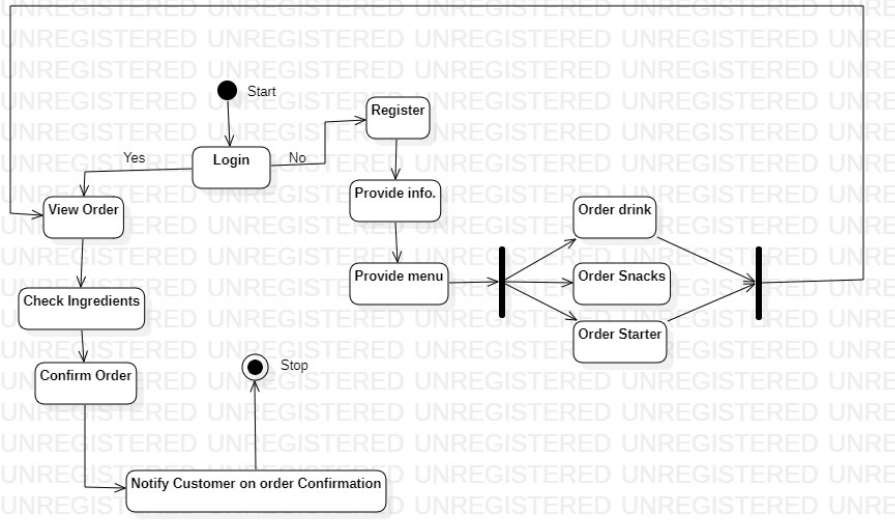 Start
Register
Yes
Login
No
Provide info.
View Order
Order drink
Provide menu
Order Snacks
Check Ingredients
Order Starter
Confirm Order
Stop
Notify Customer on order Confirmation
UNREGISTERED UNREGISTERED UNREGISTERED UNREGISTERED